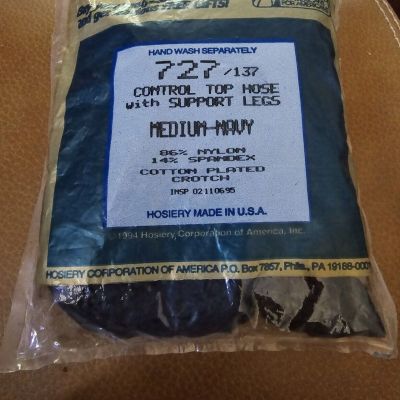 HAND WASH SEPARATELY
727/137
CONTROL TOP HOSE
with SUPPORT LEGS
MEDIUM-NAVY
86% NYLON
14% SPANDEX
COTTON PLATED
CROTCH
INSP 02110695
HOSIERY MADE IN U.S.A.
©1994 Hosiery Corporation of America, Inc.
HOSIERY CORPORATION OF AMERICA P.O. Box 7857, Phila., PA 19188-0001